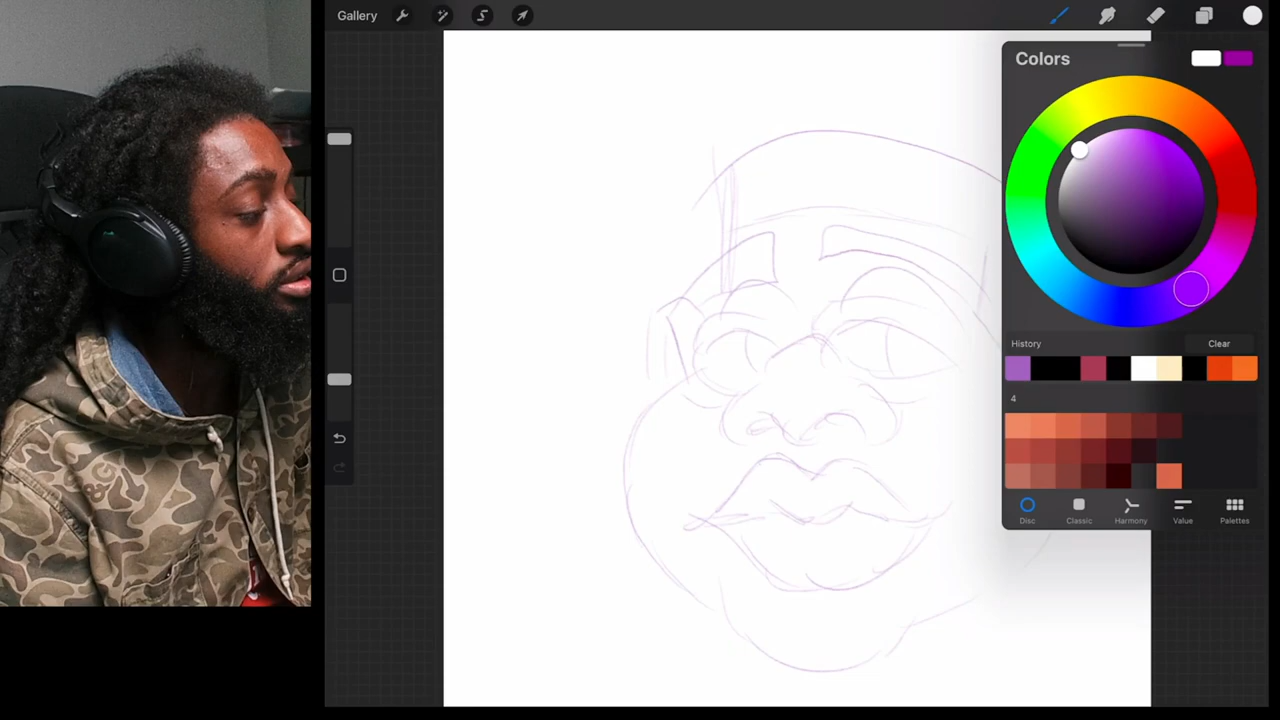 Gallery
Colors
History
Clear
4
Disc
Classic
Harmony
Value
Palettes